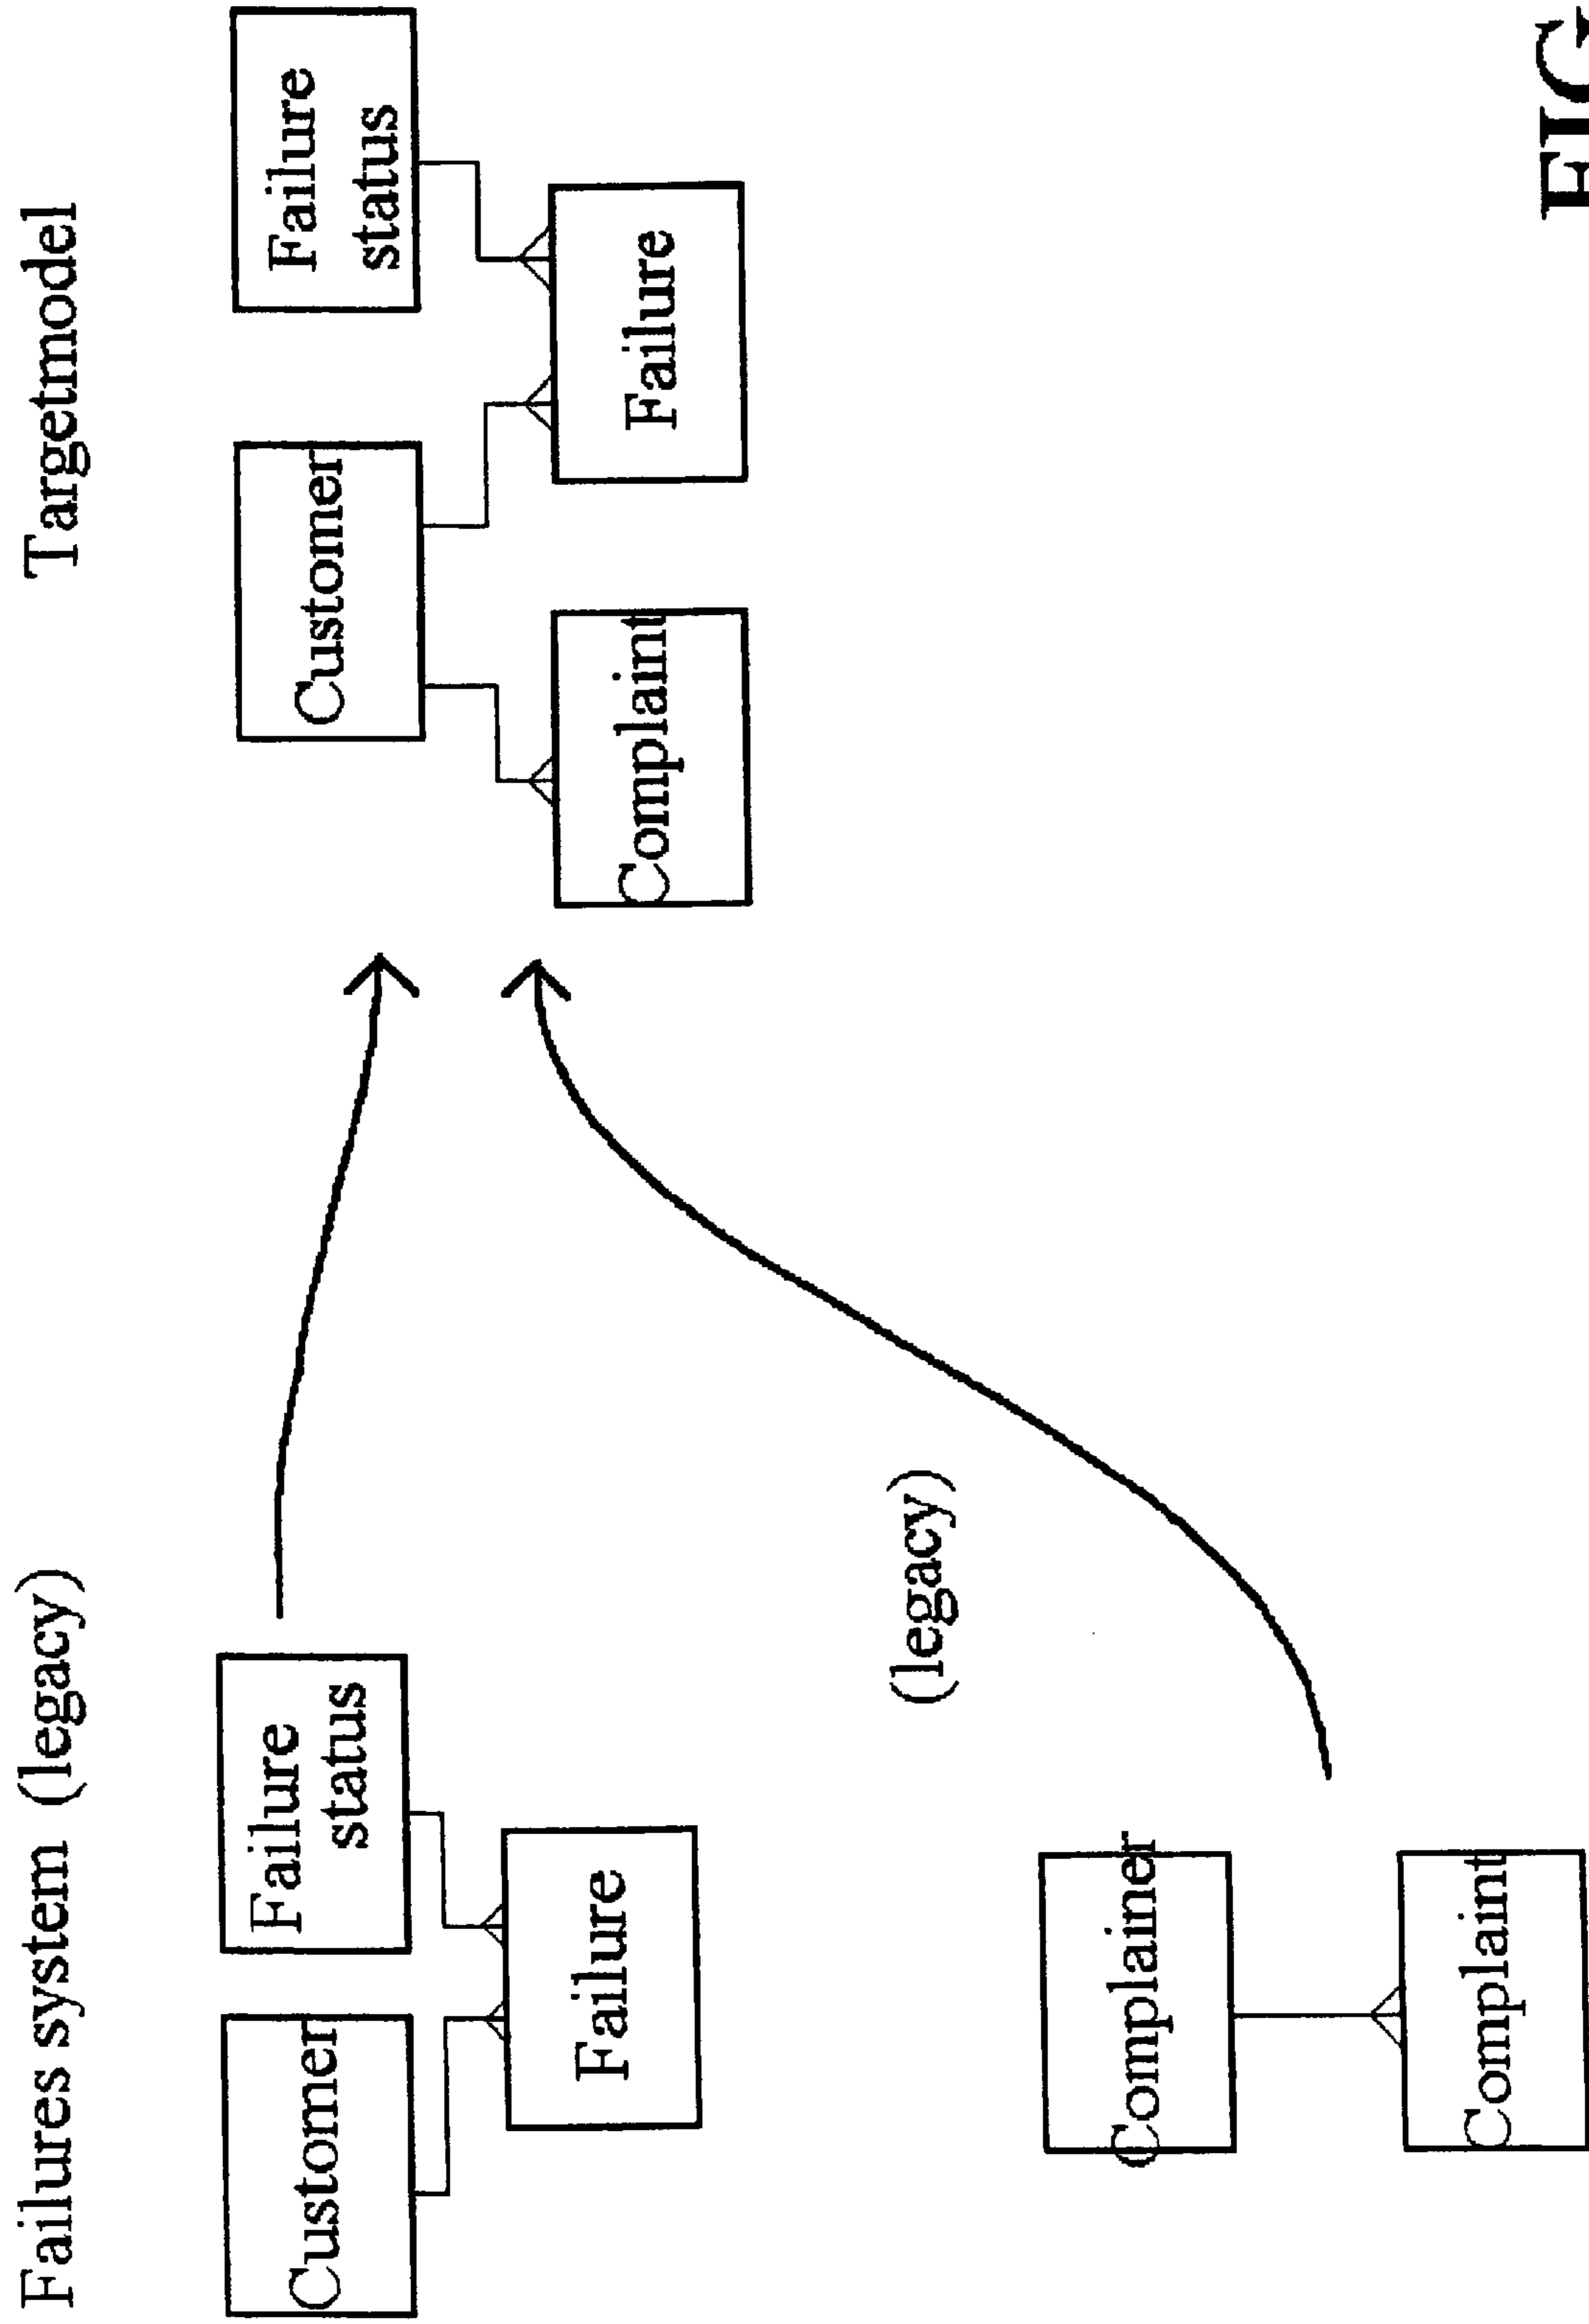 Failures system (legacy)
Targetmodel
Customer
Failure
status
Failure
Customer
Failure
status
Complaint
Failure
(legacy)
Complainer
Complaint
FIG